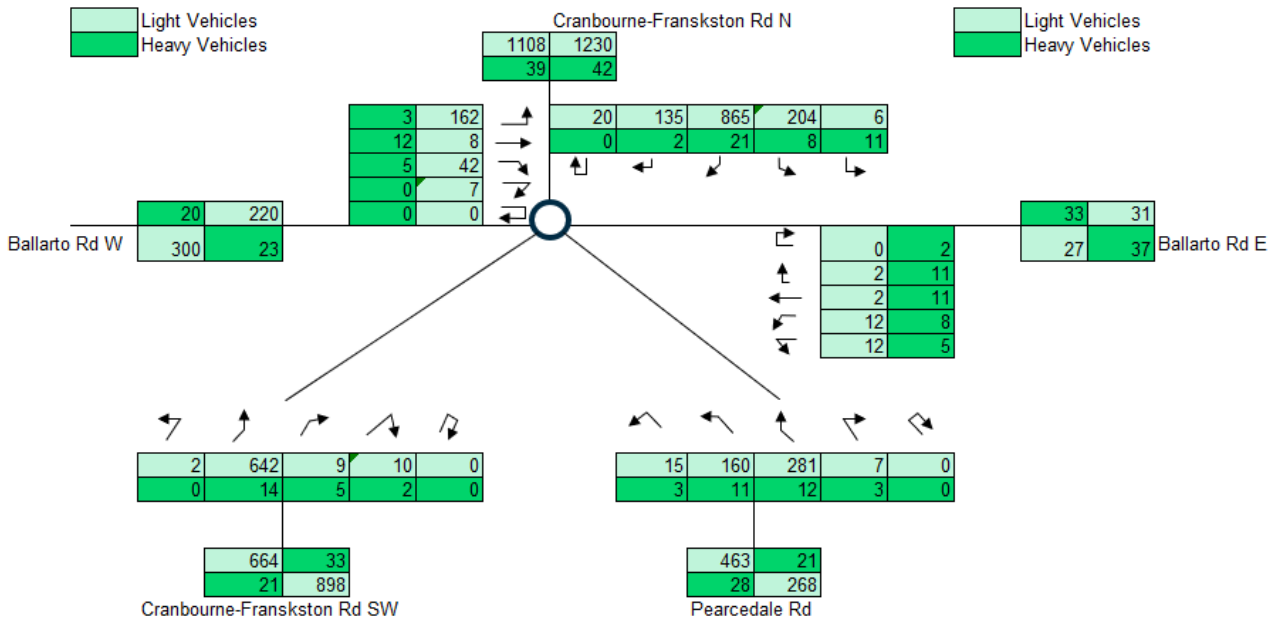 Light Vehicles
Heavy Vehicles
Cranbourne-Franskston Rd N
Light Vehicles
Heavy Vehicles
1108 1230
39 42
3 162
12 8
5 42
0 7
0 0
20 135 865 204 6
0 2 21 8 11
Ballarto Rd W
20 220
300 23
33 31
27 37
Ballarto Rd E
0 2
2 11
2 11
12 8
12 5
2 642 9 10 0
0 14 5 2 0
15 160 281 7 0
3 11 12 3 0
664 33
21 898
Cranbourne-Franskston Rd SW
463 21
28 268
Pearcedale Rd